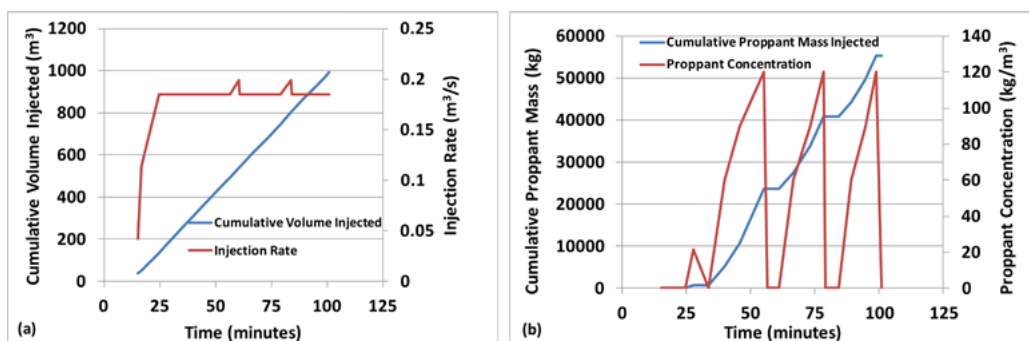 Cumulative Volume Injected (m³)
1200
1000
800
600
400
200
0
0.25
0.2
0.15
0.1
0.05
0
Injection Rate (m³/s)
Cumulative Volume Injected
Injection Rate
0 25 50 75 100 125
Time (minutes)
(a)
Cumulative Proppant Mass (kg)
60000
50000
40000
30000
20000
10000
0
140
120
100
80
60
40
20
0
Proppant Concentration (kg/m³)
Cumulative Proppant Mass Injected
Proppant Concentration
0 25 50 75 100 125
Time (minutes)
(b)